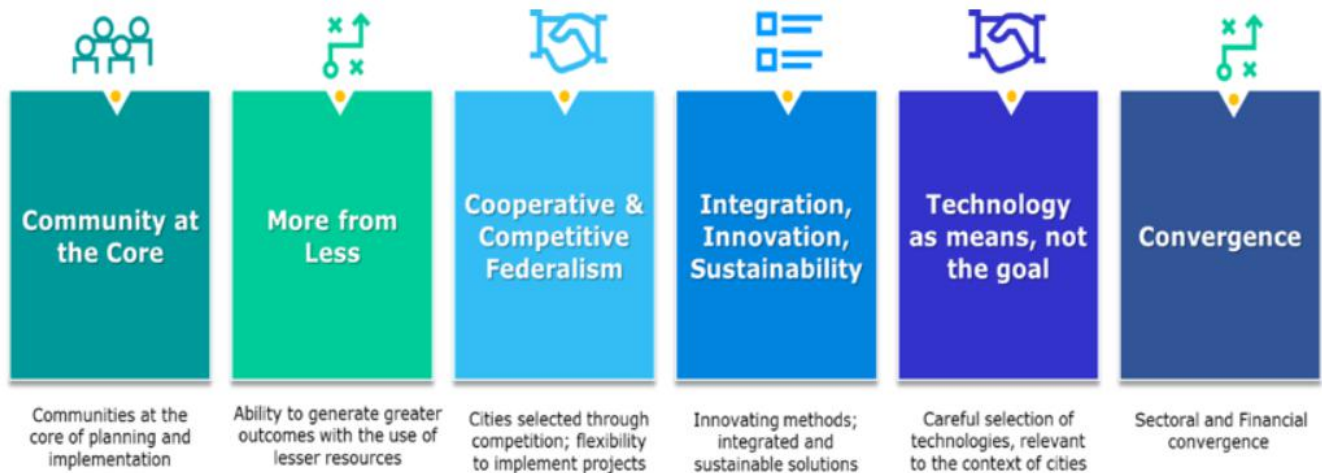 Community at
the Core
More from
Less
Cooperative &
Competitive
Federalism
Integration,
Innovation,
Sustainability
Technology
as means, not
the goal
Convergence
Communities at the
core of planning and
implementation
Ability to generate greater
outcomes with the use of
lesser resources
Cities selected through
competition; flexibility
to implement projects
Innovating methods;
integrated and
sustainable solutions
Careful selection of
technologies, relevant
to the context of cities
Sectoral and Financial
convergence